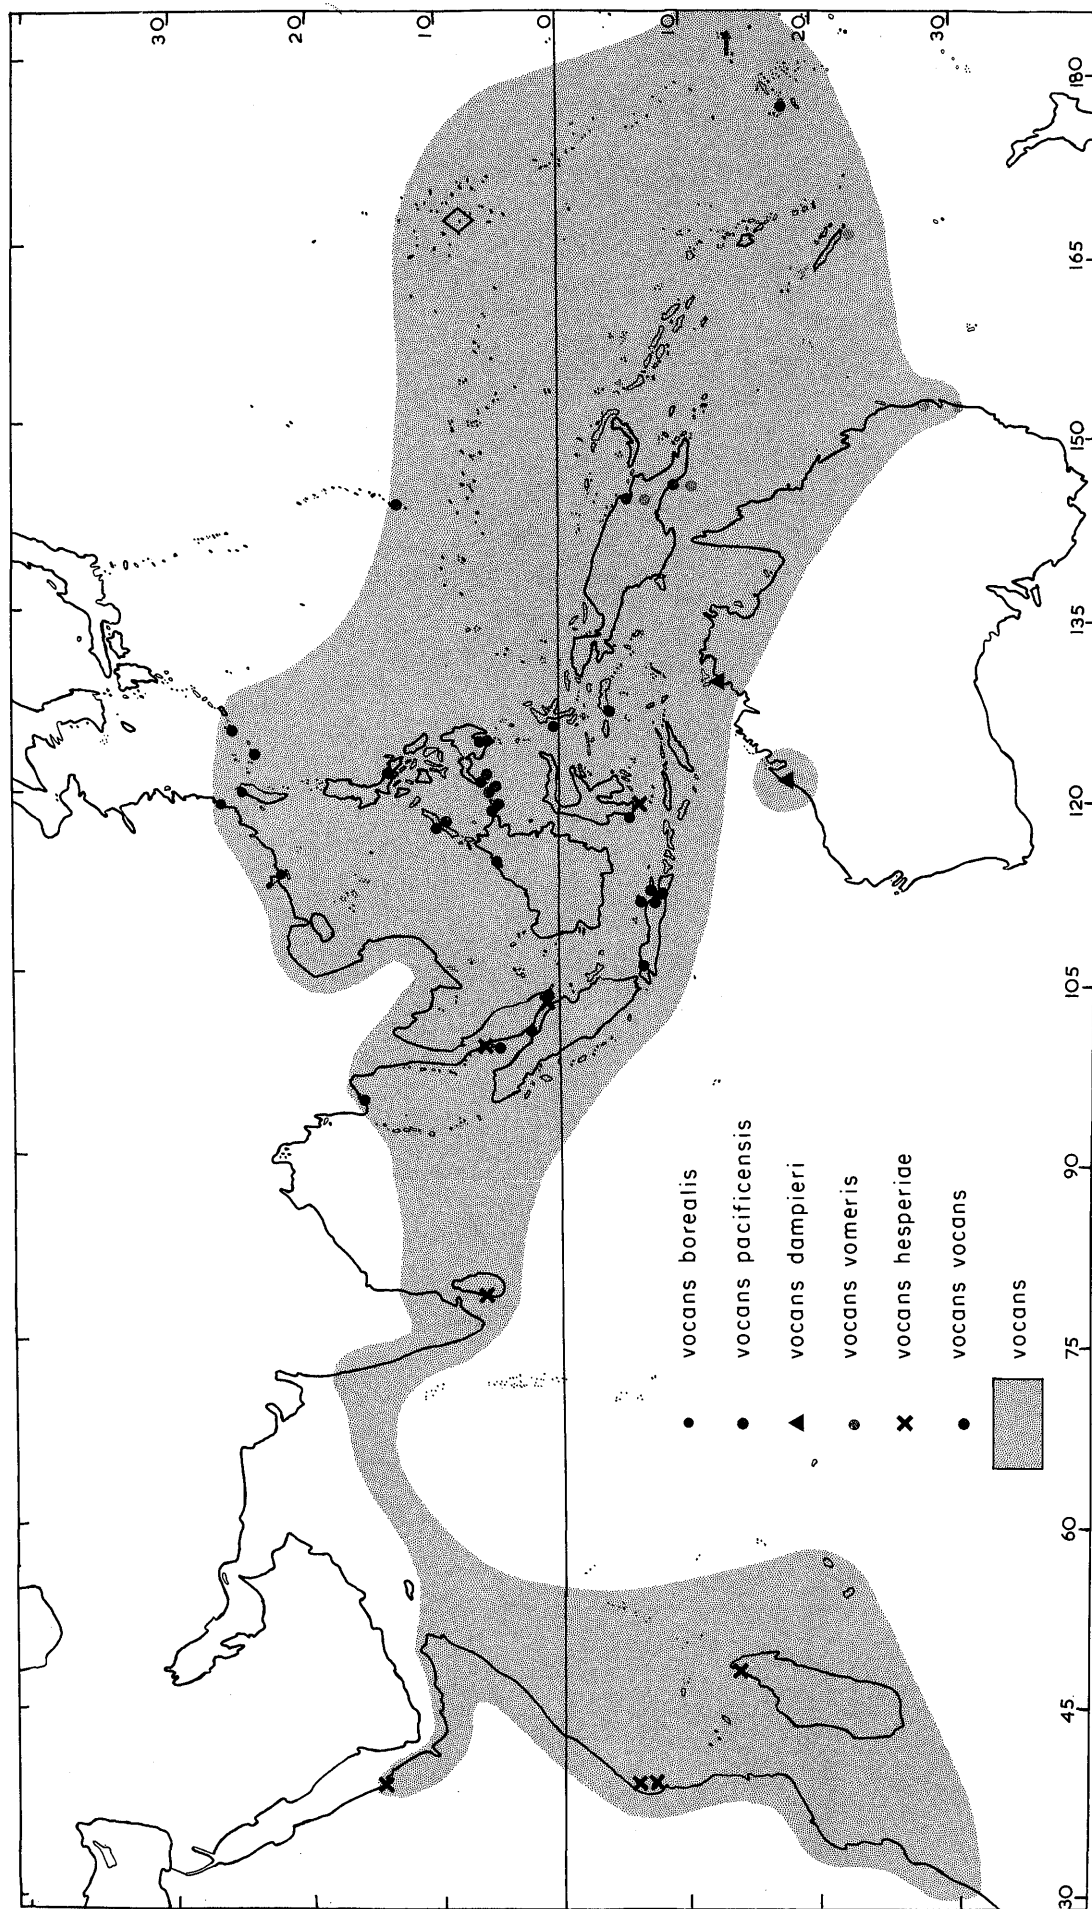 30
20
10
0
10
20
30
180
165
150
135
120
105
90
75
60
45
30
vocans borealis
vocans pacificensis
vocans dampieri
vocans vomeris
vocans hesperiae
vocans vocans
vocans